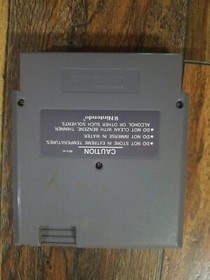 CAUTION
● DO NOT STORE IN EXTREME TEMPERATURES.
● DO NOT IMMERSE IN WATER.
● DO NOT CLEAN WITH BENZENE, THINNER,
ALCOHOL OR OTHER SUCH SOLVENTS.
Nintendo